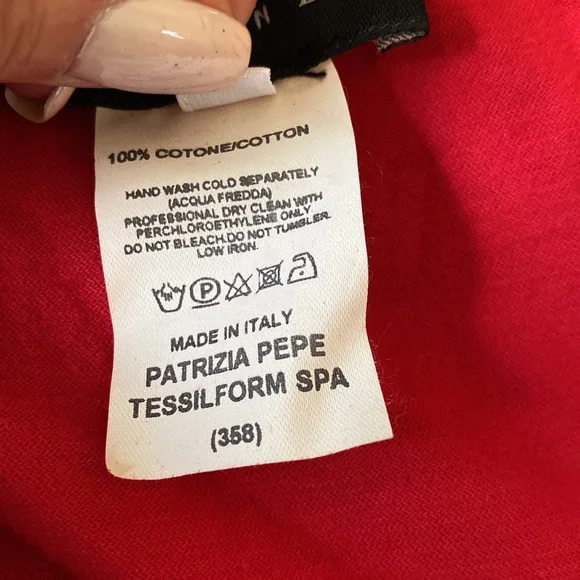 N
100% COTONE/COTTON
HAND WASH COLD SEPARATELY
(ACQUA FREDDA)
PROFESSIONAL DRY CLEAN WITH
PERCHLOROETHYLENE ONLY
DO NOT BLEACH.DO NOT TUMBLER
LOW IRON.
P
MADE IN ITALY
PATRIZIA PEPE
TESSILFORM SPA
(358)